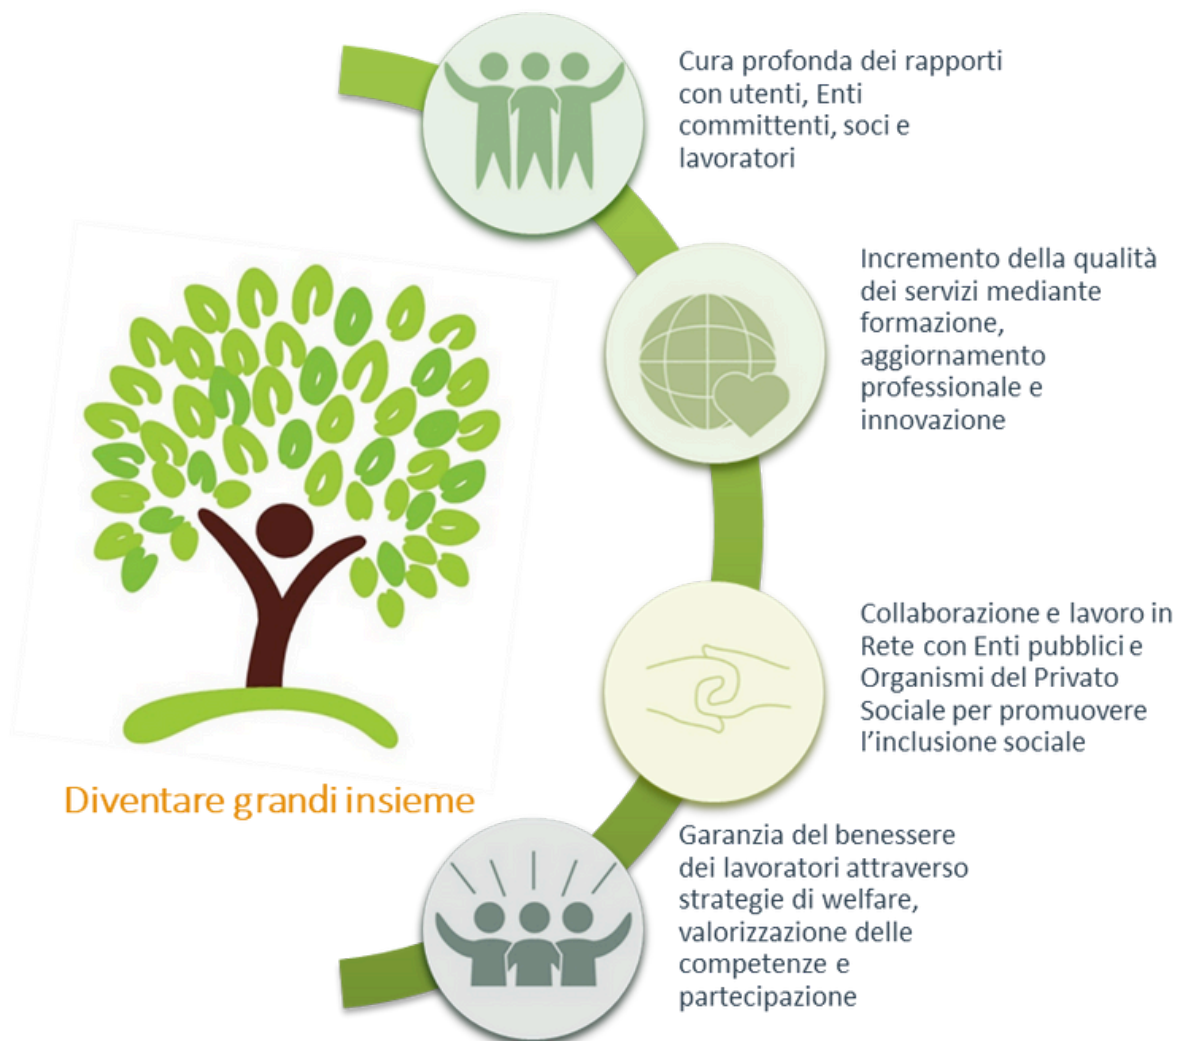 Cura profonda dei rapporti
con utenti, Enti
committenti, soci e
lavoratori
Incremento della qualità
dei servizi mediante
formazione,
aggiornamento
professionale e
innovazione
Collaborazione e lavoro in
Rete con Enti pubblici e
Organismi del Privato
Sociale per promuovere
l’inclusione sociale
Diventare grandi insieme
Garanzia del benessere
dei lavoratori attraverso
strategie di welfare,
valorizzazione delle
competenze e
partecipazione